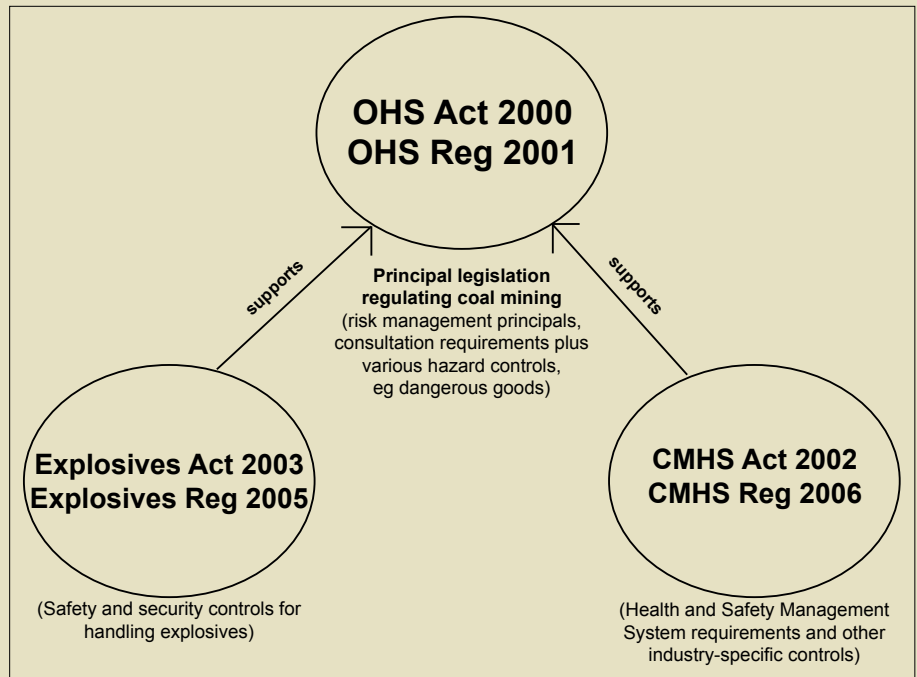 OHS Act 2000
OHS Reg 2001
supports
Principal legislation
regulating coal mining
(risk management principals,
consultation requirements plus
various hazard controls,
eg dangerous goods)
supports
Explosives Act 2003
Explosives Reg 2005
(Safety and security controls for
handling explosives)
CMHS Act 2002
CMHS Reg 2006
(Health and Safety Management
System requirements and other
industry-specific controls)